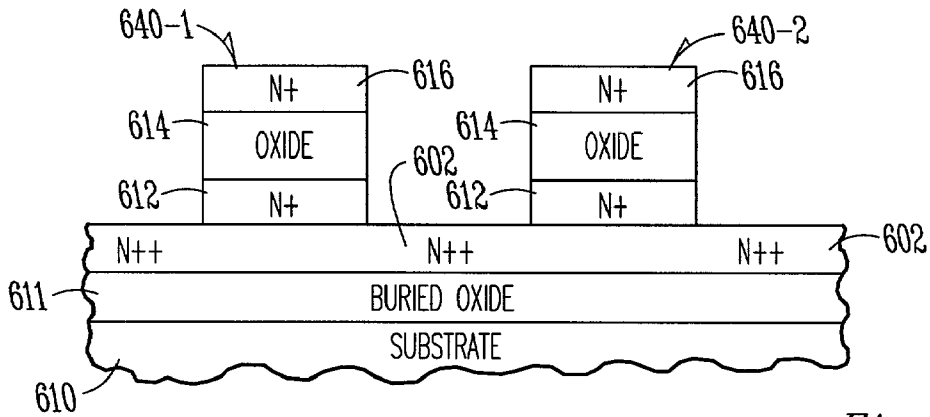 640-1 640-2
N+ 616 N+ 616
614 OXIDE 602 614 OXIDE
612 N+ 612 N+
N++ N++ N++ 602
611 BURIED OXIDE
SUBSTRATE
610